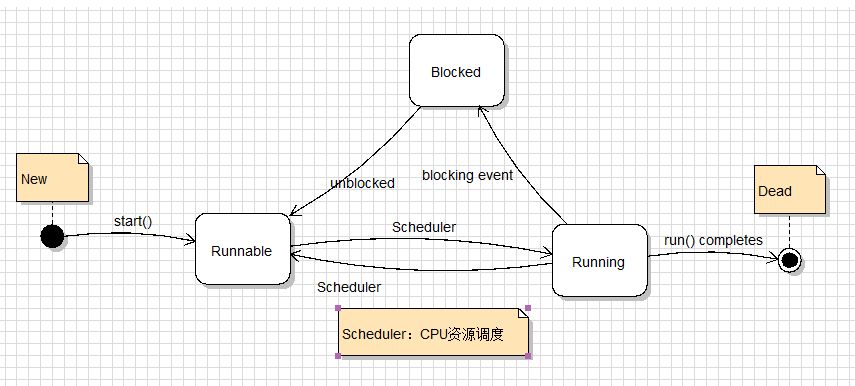 Blocked
New
unblocked
blocking event
Dead
start()
Scheduler
Runnable
Running
run() completes
Scheduler
Scheduler：CPU资源调度